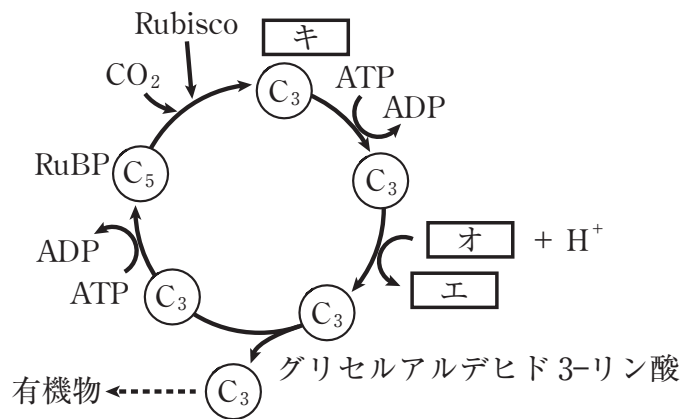 Rubisco
キ
CO₂
ATP
C₃
ADP
RuBP
C₅
C₃
オ + H⁺
ADP
エ
ATP
C₃
C₃
グリセルアルデヒド 3-リン酸
有機物
C₃